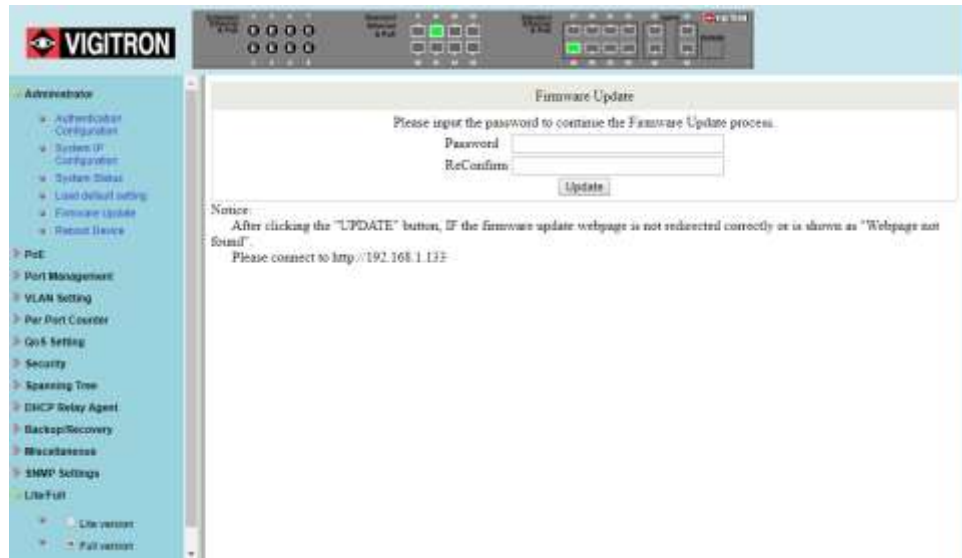 VIGITRON
Administrator
Authentication
Configuration
System IP
Configuration
System Status
Load default setting
Firmware Update
Reboot Device
PoE
Port Management
VLAN Setting
Per Port Counter
QoS Setting
Security
Spanning Tree
DHCP Relay Agent
Backup/Recovery
Miscellaneous
SNMP Settings
Lite/Full
Lite version
Full version
Firmware Update
Please input the password to continue the Firmware Update process.
Password
ReConfirm
Update
Notice:
After clicking the "UPDATE" button, IF the firmware update webpage is not redirected correctly or is shown as "Webpage not
found".
Please connect to http://192.168.1.133